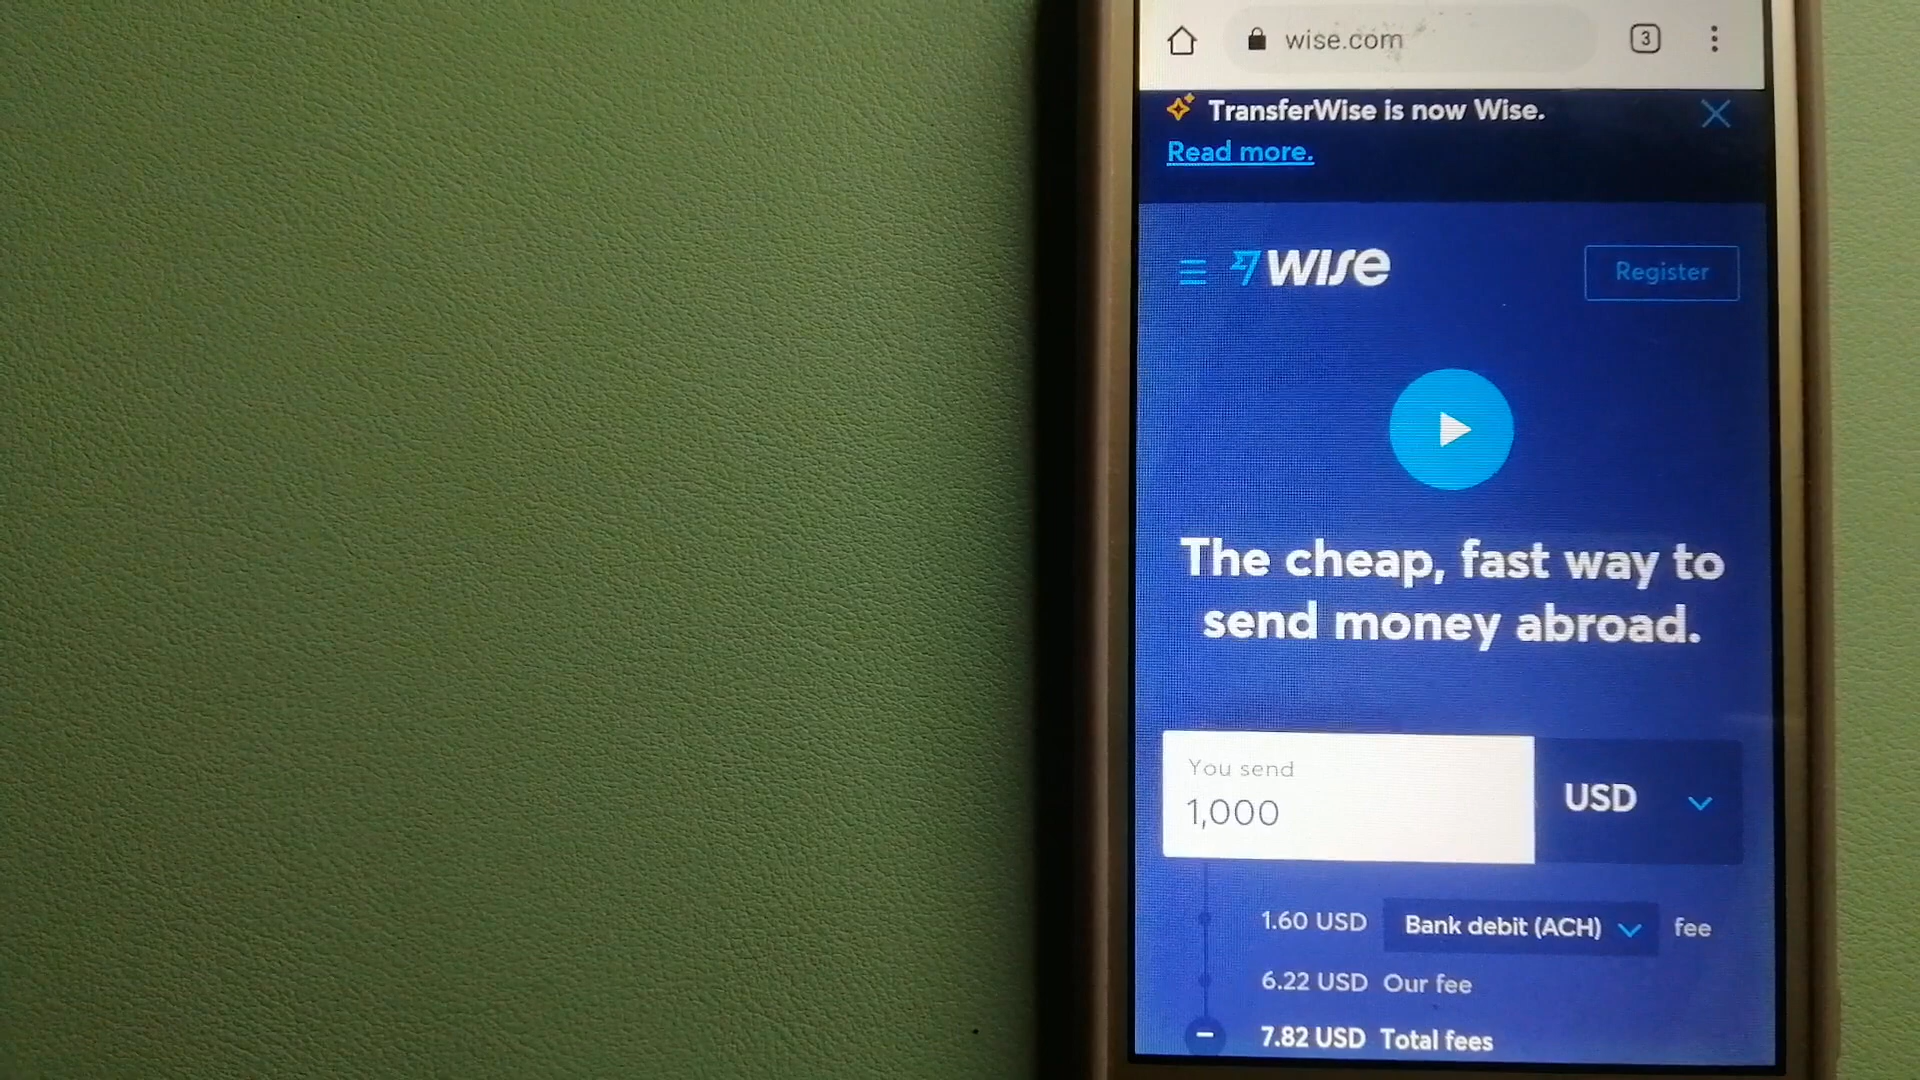 wise.com
3
TransferWise is now Wise.
Read more.
wise
Register
The cheap, fast way to
send money abroad.
You send
1,000
USD
1.60 USD Bank debit (ACH) fee
6.22 USD Our fee
7.82 USD Total fees